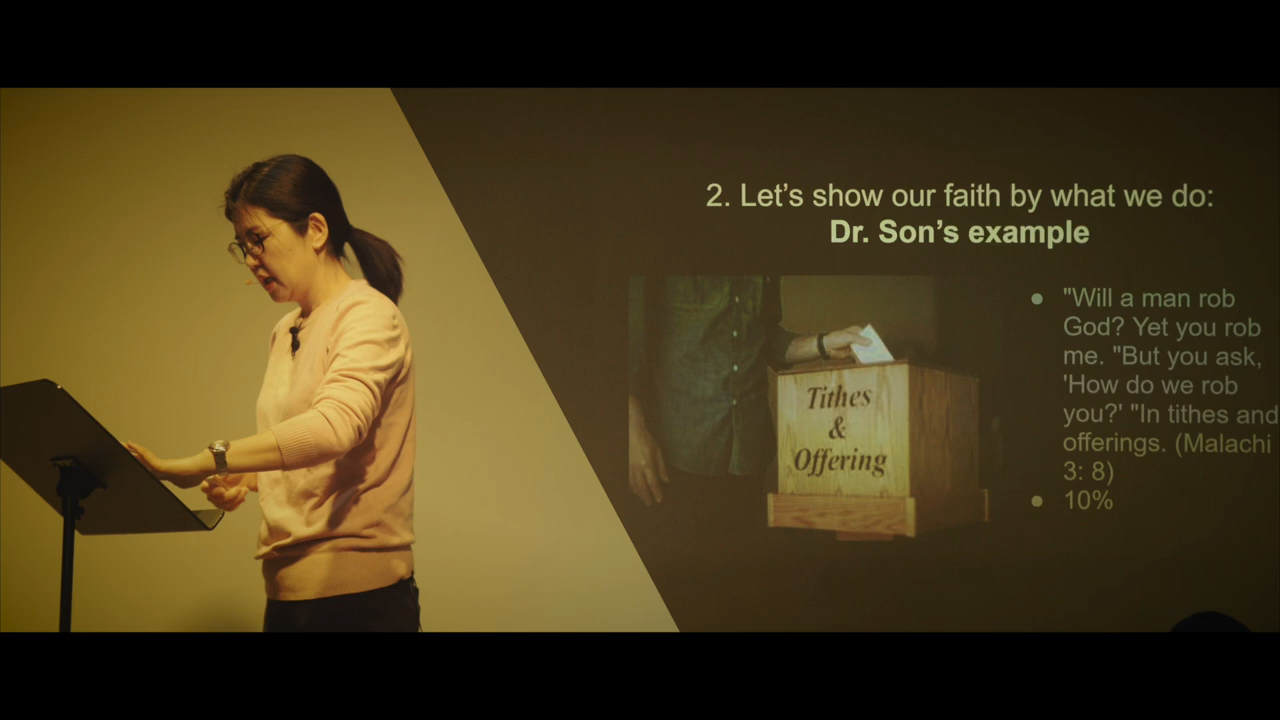 2. Let's show our faith by what we do:
Dr. Son's example
Tithes
&
Offering
● "Will a man rob
God? Yet you rob
me. "But you ask,
'How do we rob
you?' "In tithes and
offerings. (Malachi
3: 8)
● 10%